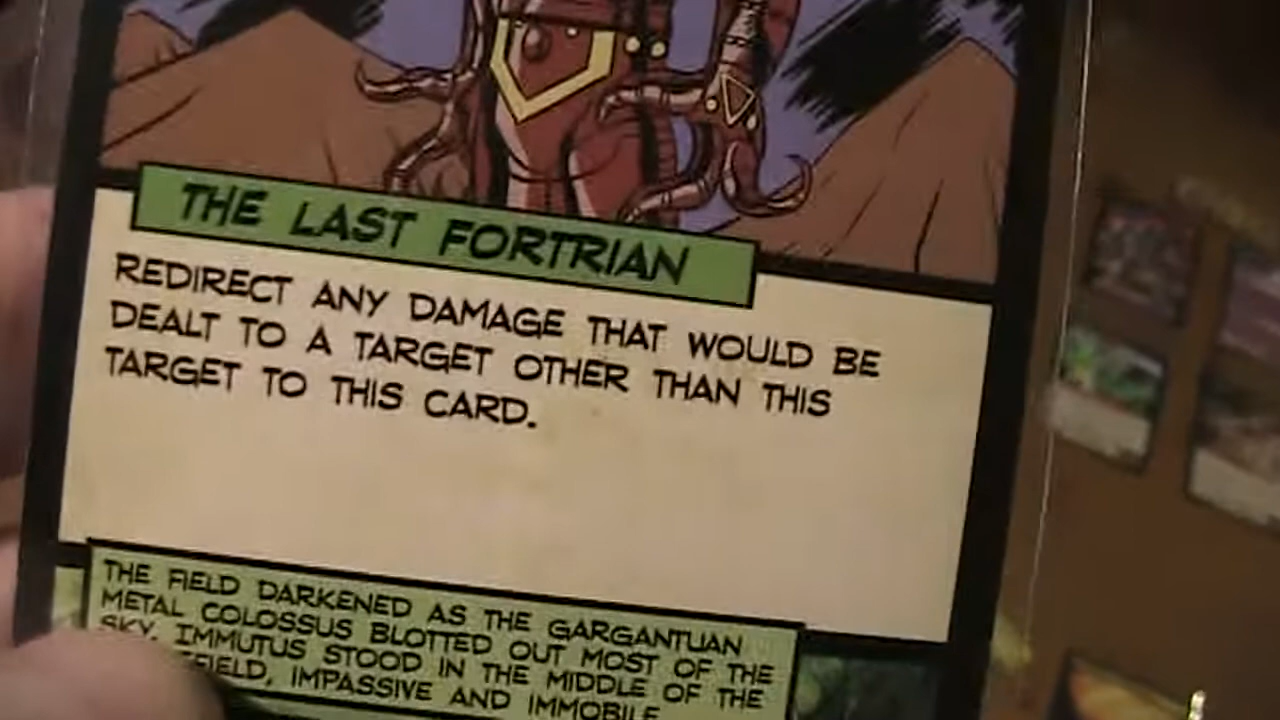 THE LAST FORTRIAN
REDIRECT ANY DAMAGE THAT WOULD BE
DEALT TO A TARGET OTHER THAN THIS
TARGET TO THIS CARD.
THE FIELD DARKENED AS THE GARGANTUAN
METAL COLOSSUS BLOTTED OUT MOST OF THE
SKY. IMMUTUS STOOD IN THE MIDDLE OF THE
FIELD, IMPASSIVE AND IMMOBILE